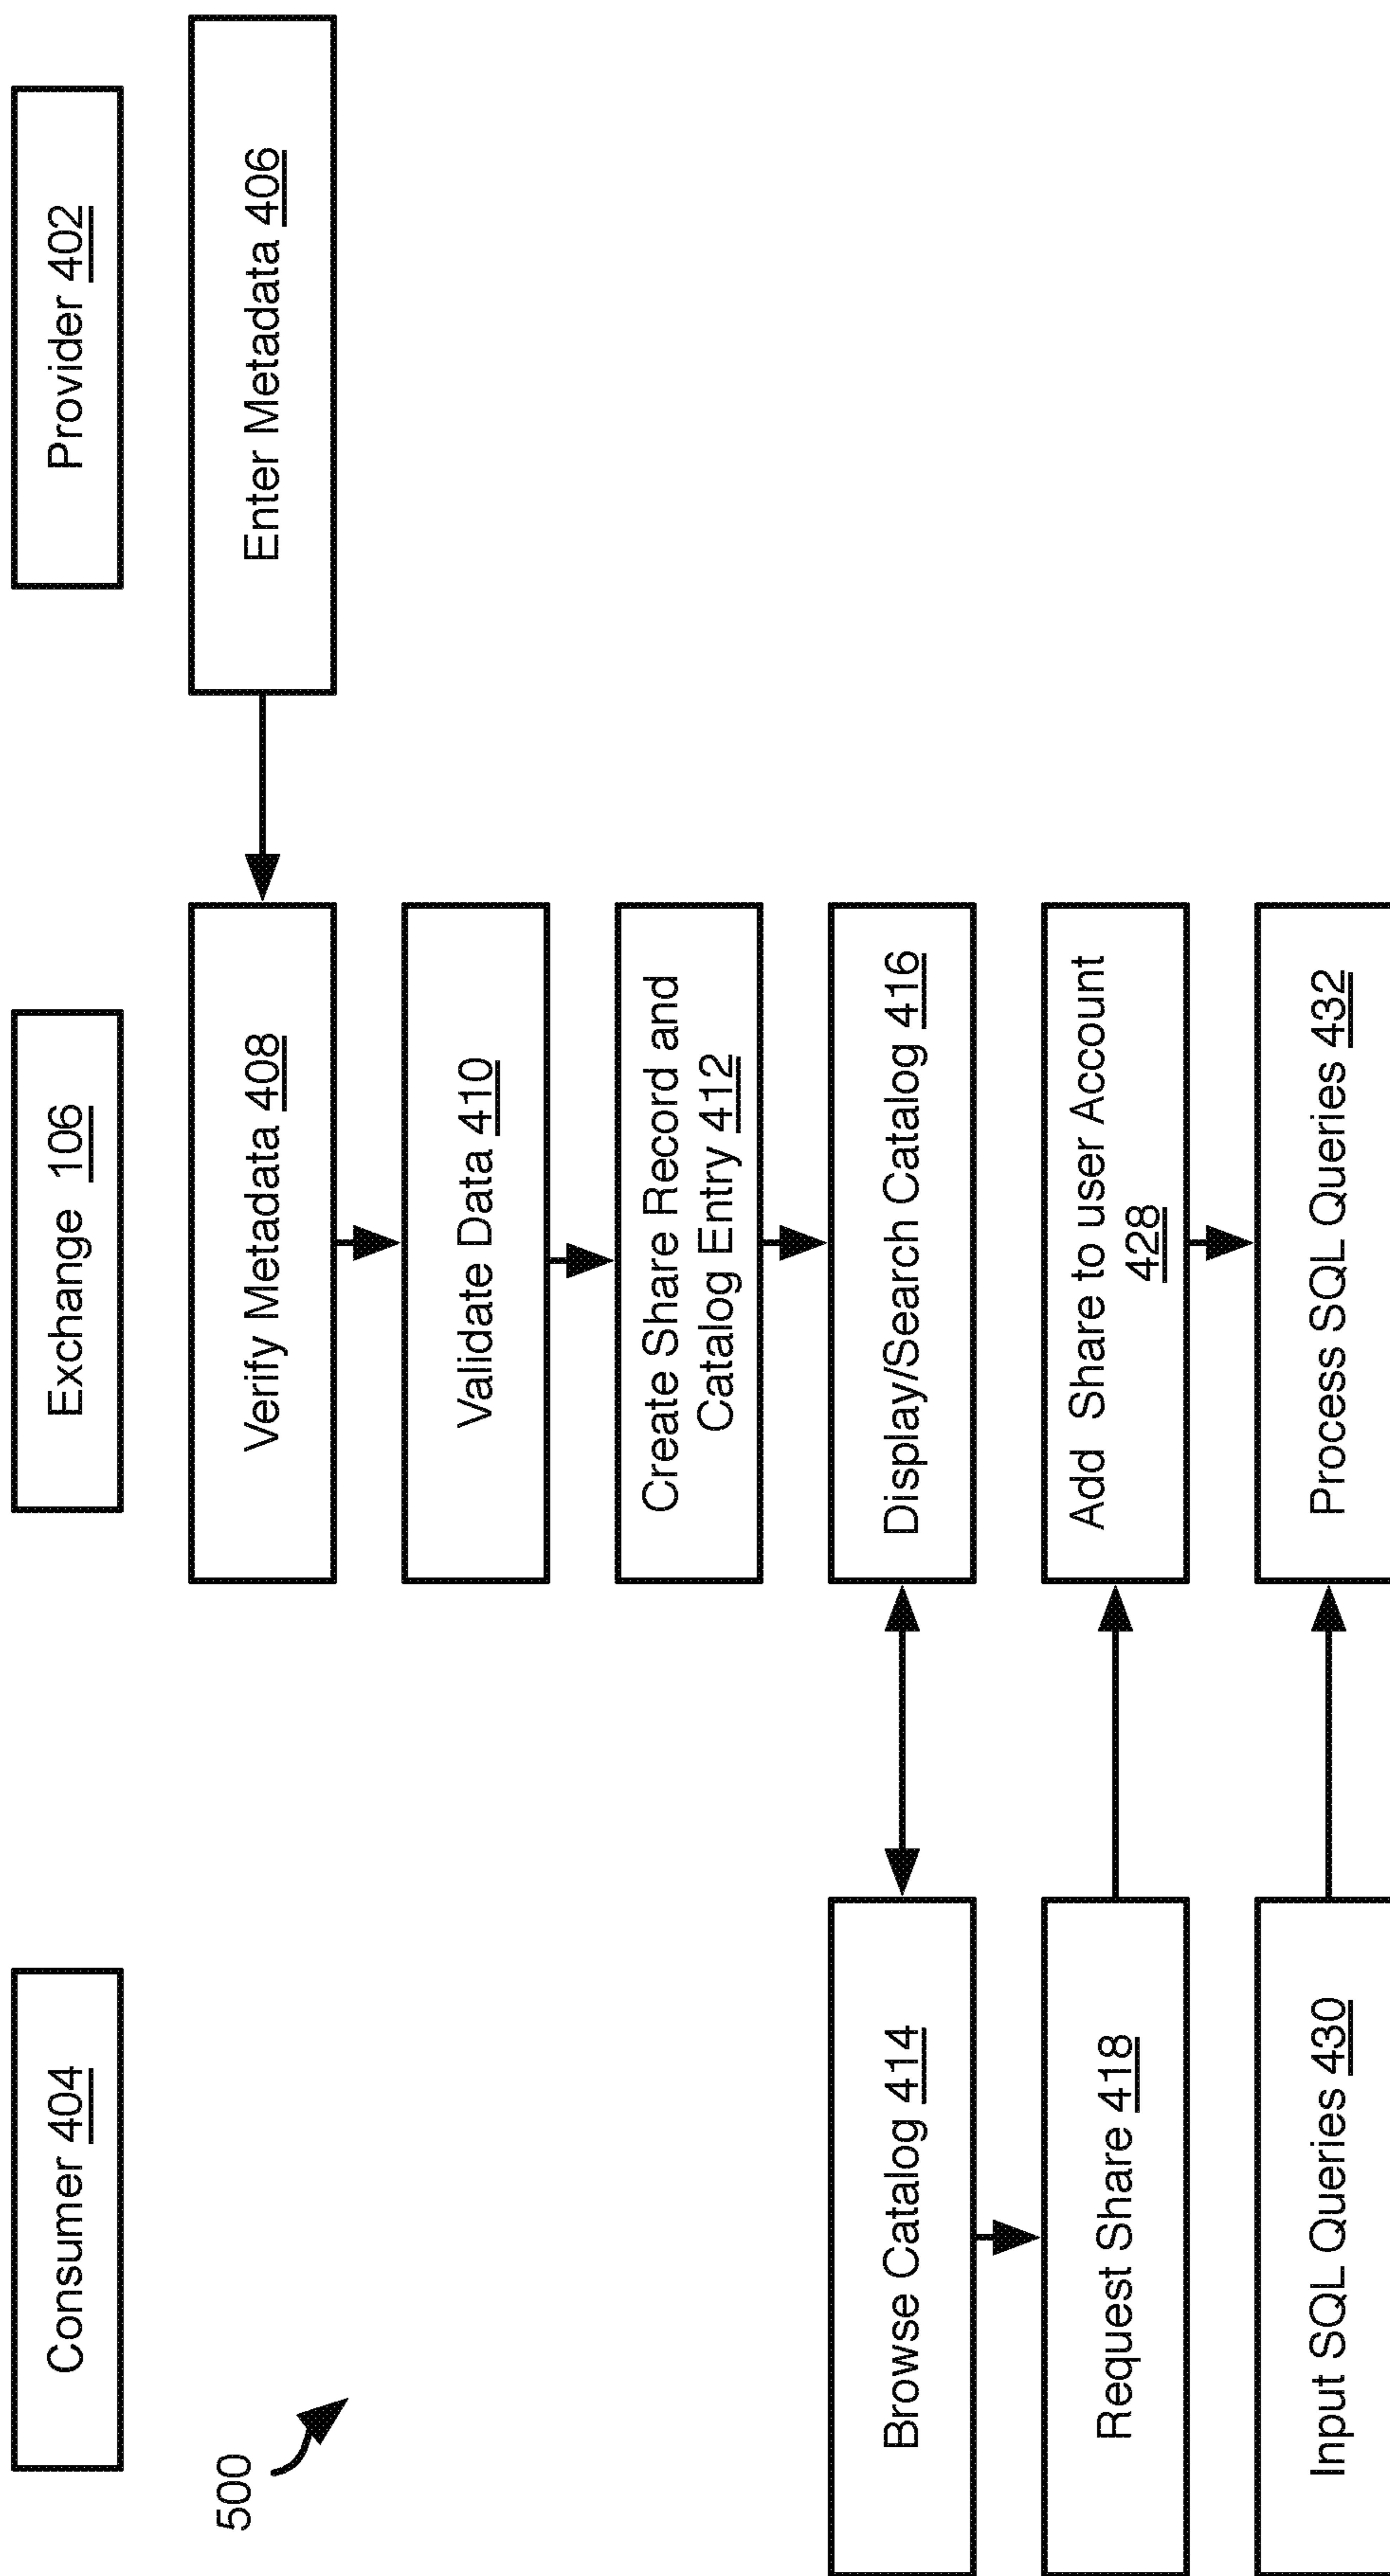 Consumer 404
Exchange 106
Provider 402
500
Enter Metadata 406
Verify Metadata 408
Validate Data 410
Create Share Record and
Catalog Entry 412
Browse Catalog 414
Display/Search Catalog 416
Request Share 418
Add Share to user Account
428
Input SQL Queries 430
Process SQL Queries 432